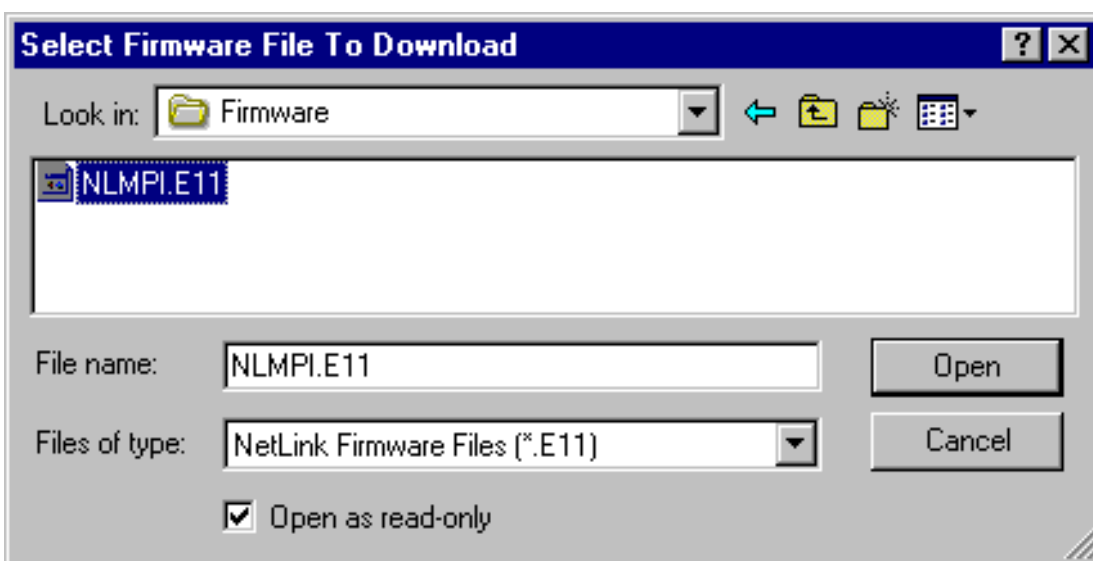 Select Firmware File To Download
Look in: Firmware
NLMPI.E11
File name: NLMPI.E11 Open
Files of type: NetLink Firmware Files (*.E11) Cancel
Open as read-only